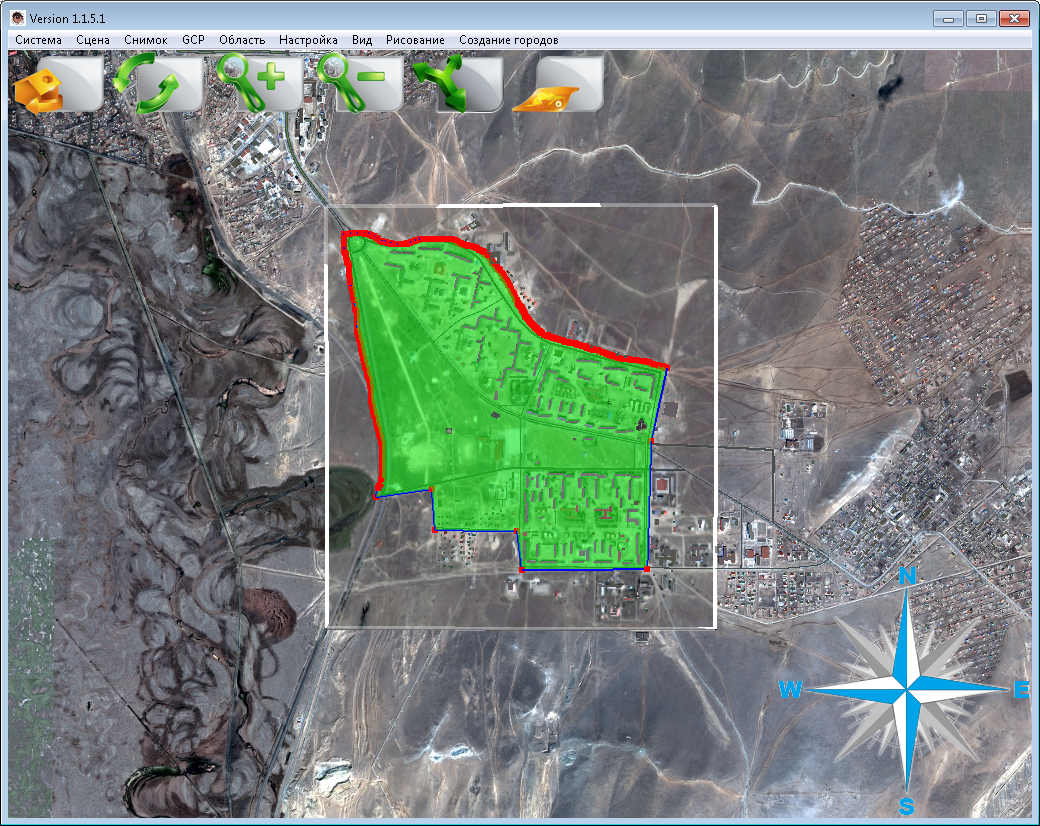 Version 1.1.5.1
Система Сцена Снимок GCP Область Настройка Вид Рисование Создание городов
N
W E
S